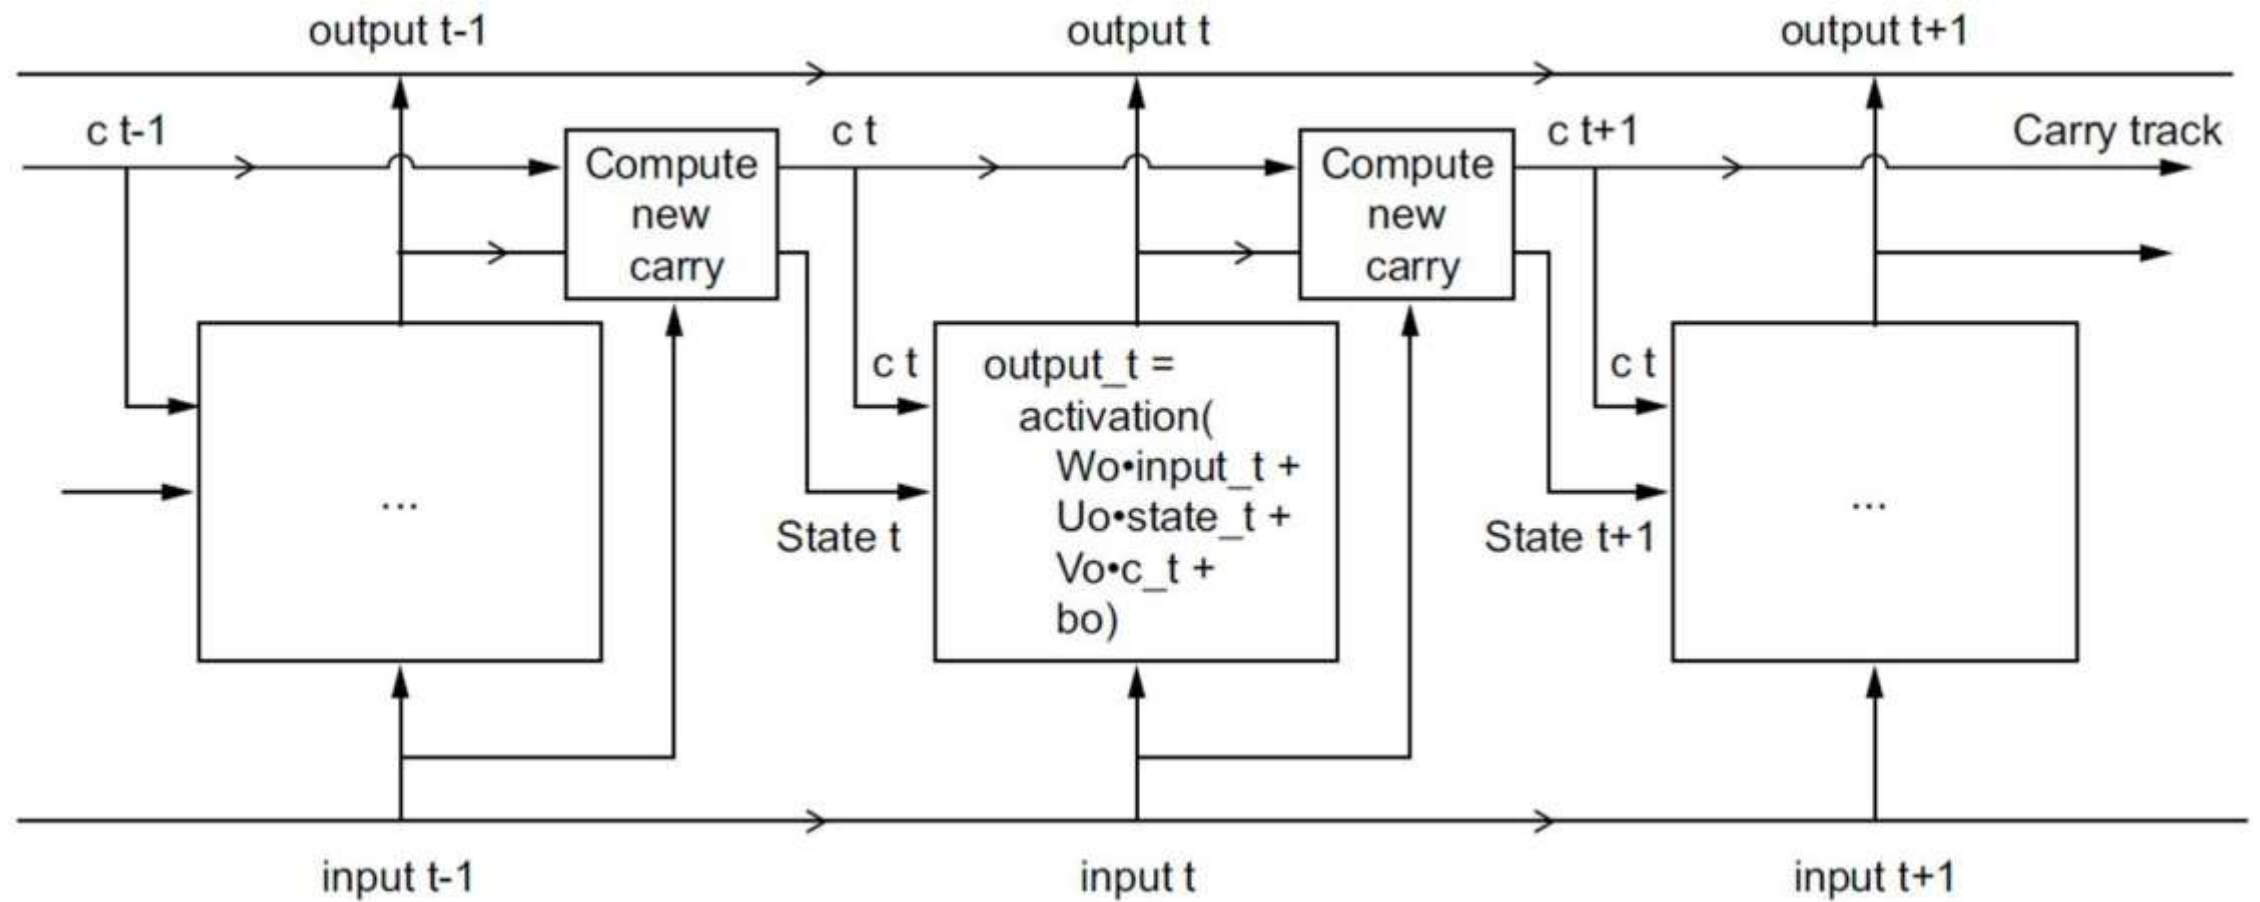 output t-1
output t
output t+1
c t-1
c t
c t+1
Carry track
Compute
new
carry
Compute
new
carry
c t
output_t =
activation(
Wo•input_t +
Uo•state_t +
Vo•c_t +
bo)
c t
...
...
State t
State t+1
input t-1
input t
input t+1